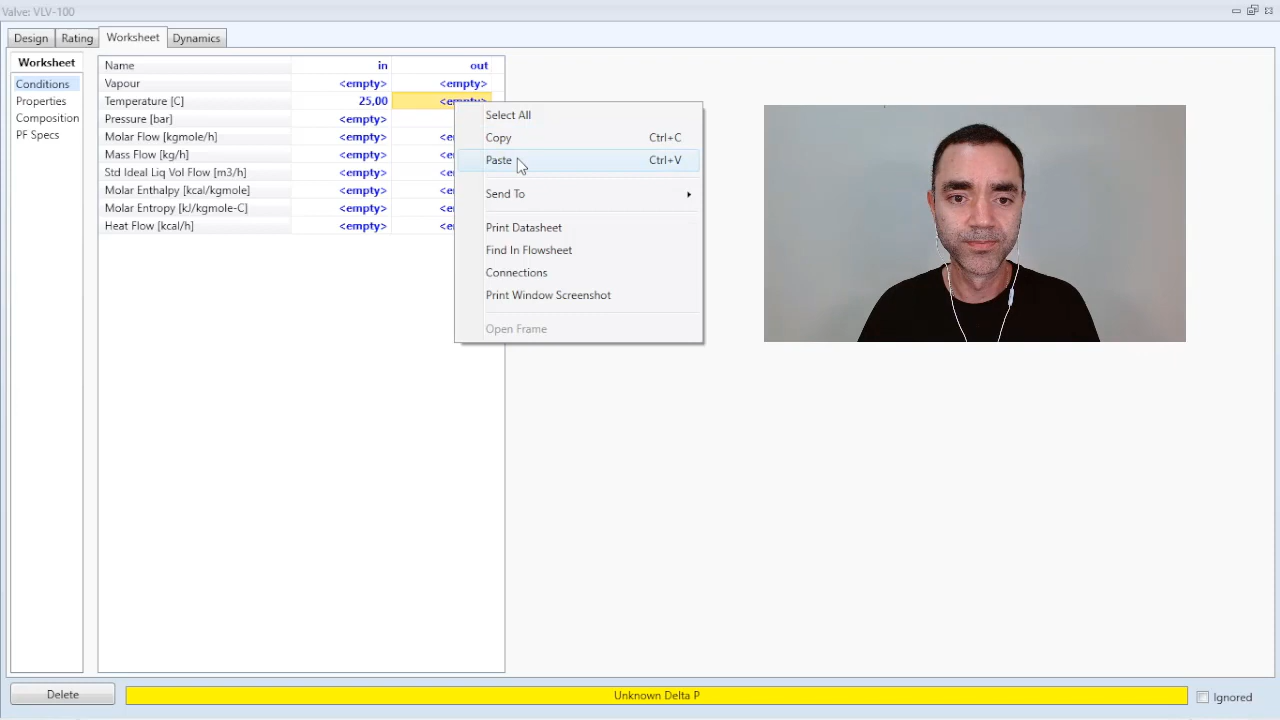 Valve: VLV-100
Design Rating Worksheet Dynamics
Worksheet
Conditions
Properties
Composition
PF Specs
Name in out
Vapour <empty> <empty>
Temperature [C] 25,00 <empty>
Pressure [bar] <empty>
Molar Flow [kgmole/h] <empty> <e
Mass Flow [kg/h] <empty> <e
Std Ideal Liq Vol Flow [m3/h] <empty> <e
Molar Enthalpy [kcal/kgmole] <empty> <e
Molar Entropy [kJ/kgmole-C] <empty> <e
Heat Flow [kcal/h] <empty> <e
Select All
Copy Ctrl+C
Paste Ctrl+V
Send To
Print Datasheet
Find In Flowsheet
Connections
Print Window Screenshot
Open Frame
Delete Unknown Delta P Ignored